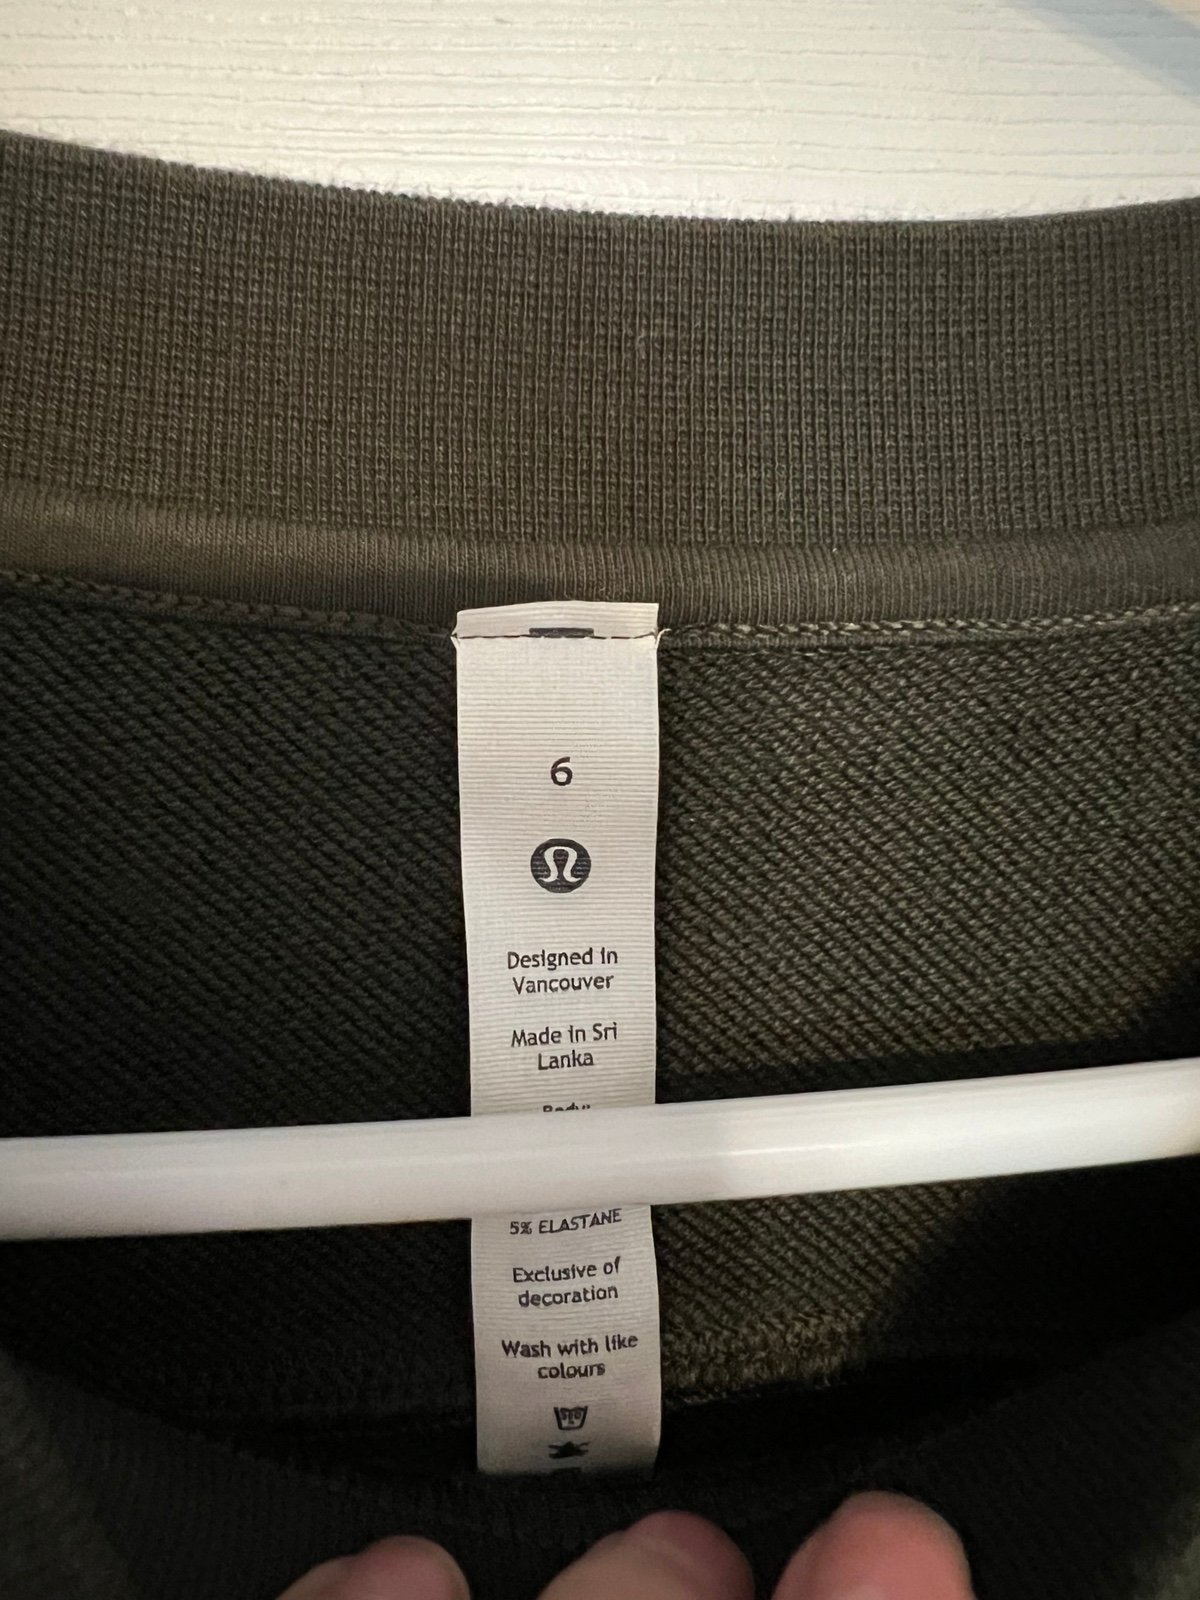 6
Designed in
Vancouver
Made in Sri
Lanka
5% ELASTANE
Exclusive of
decoration
Wash with like
colours